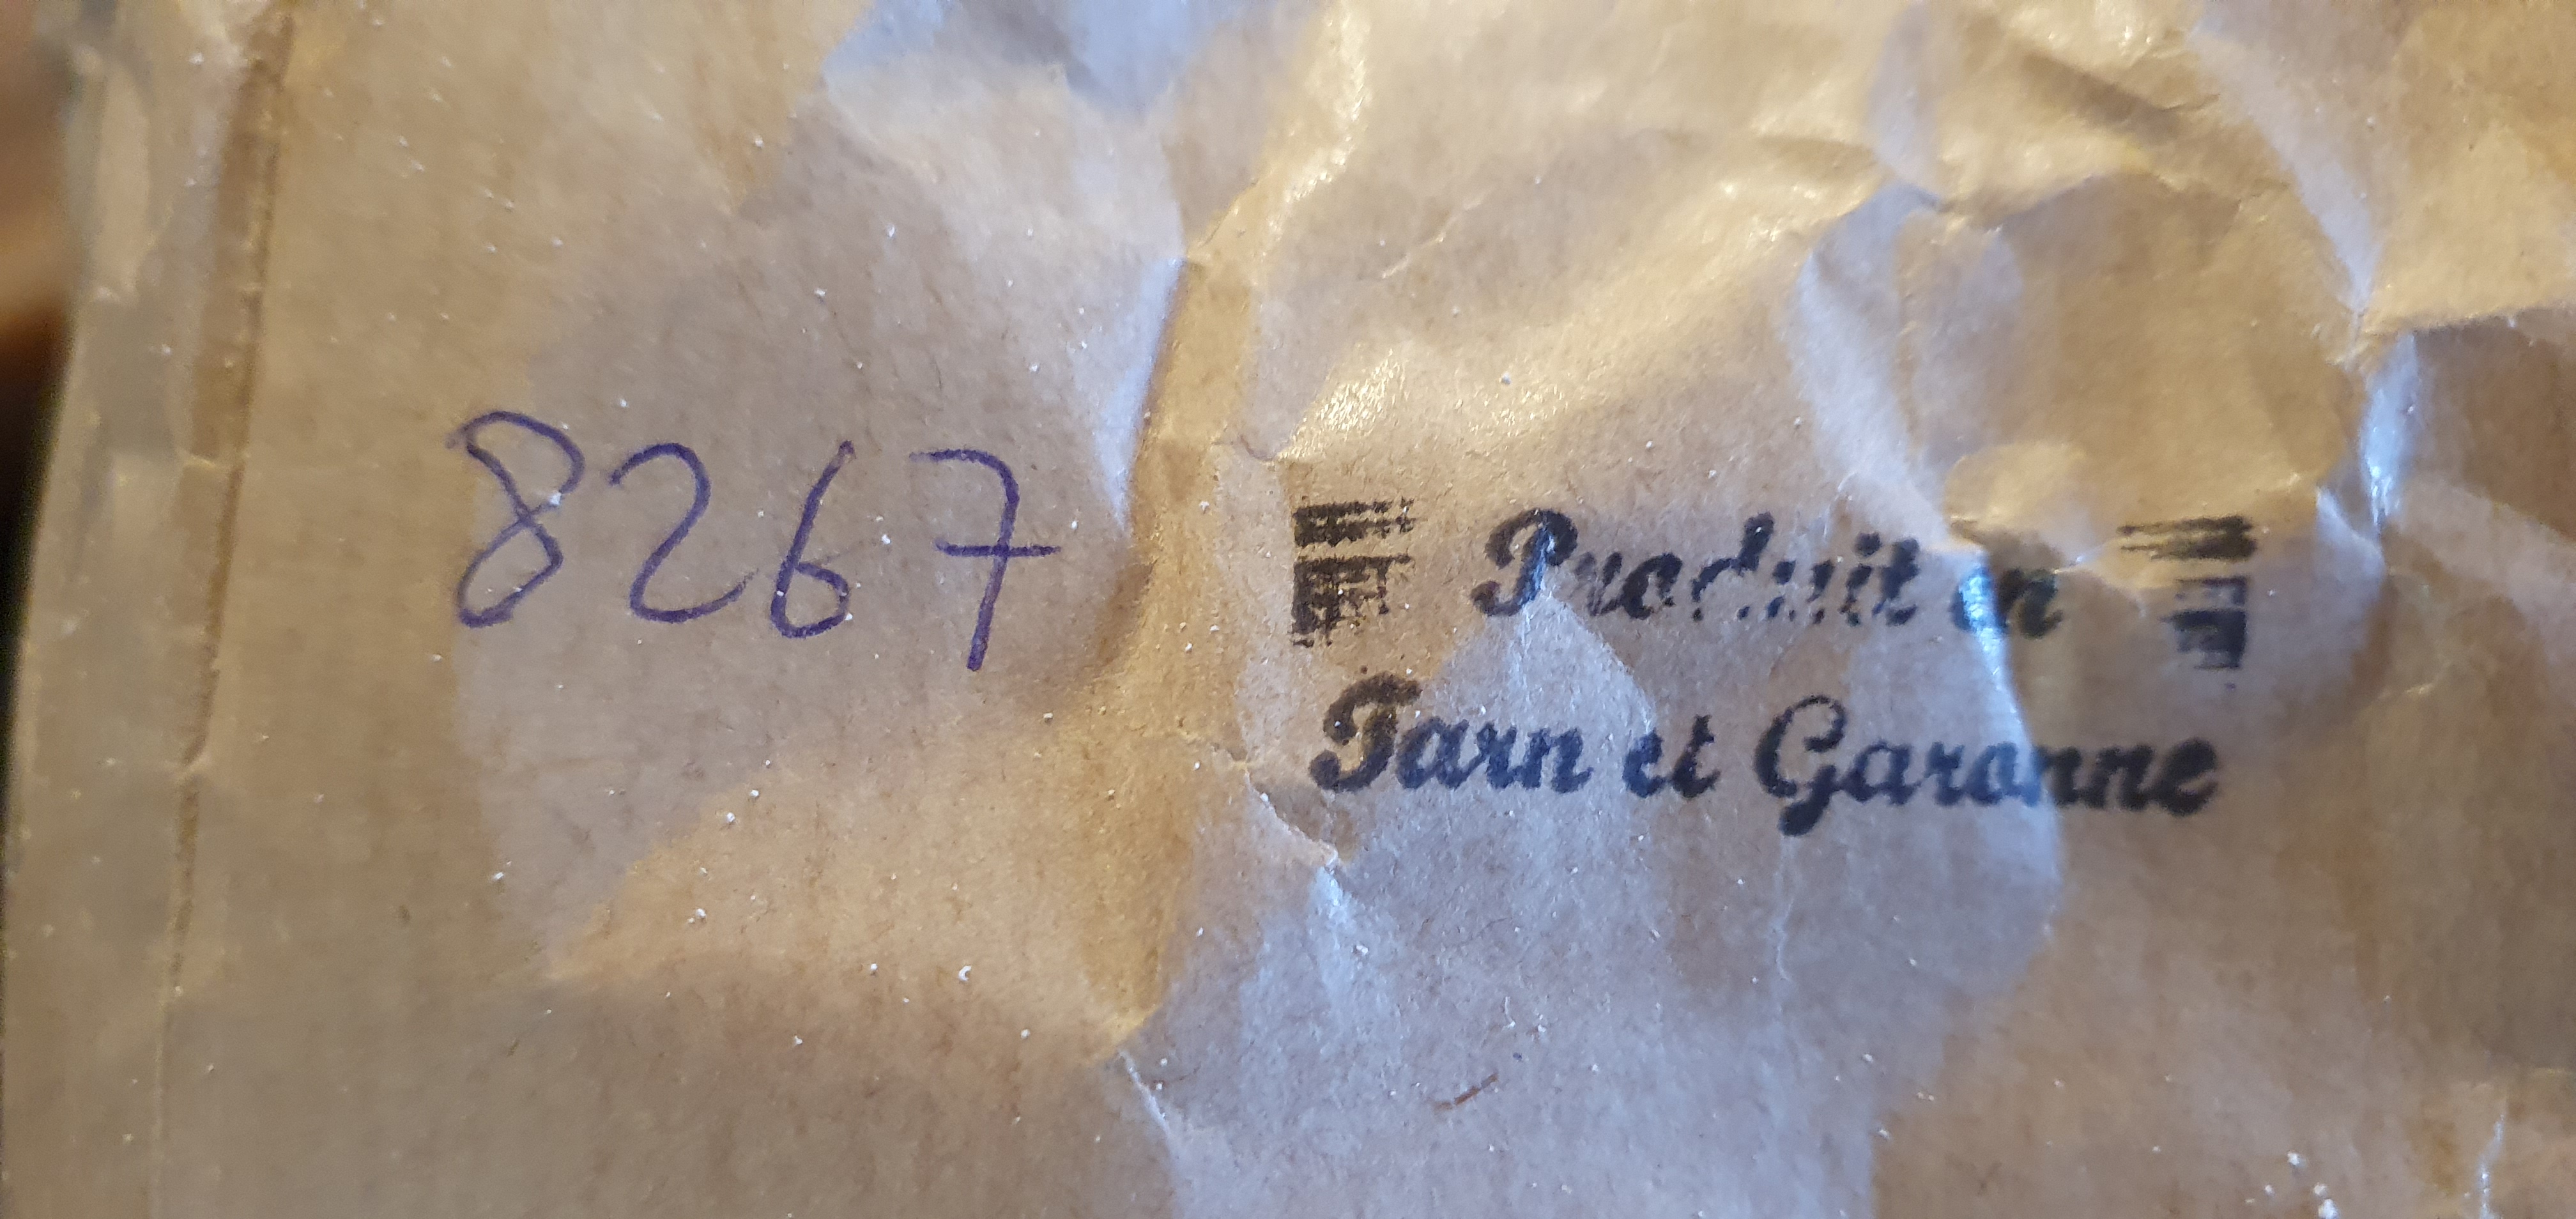 8267
Produit en
Tarn et Garonne